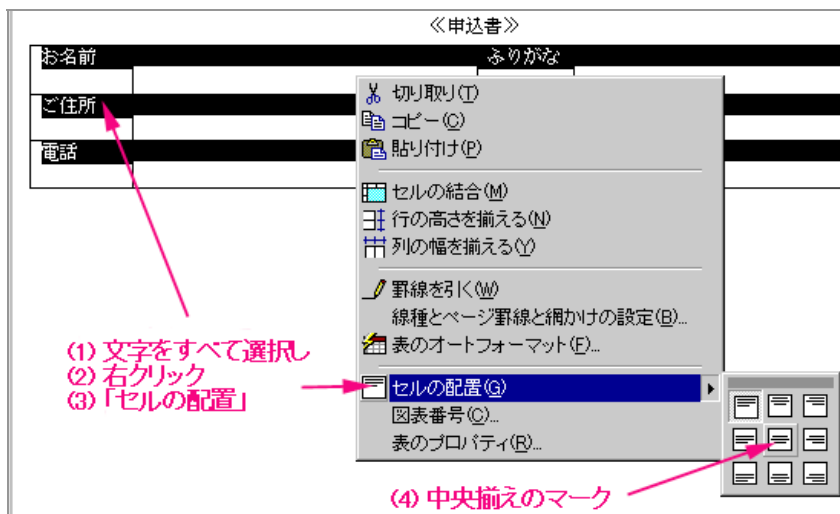 ≪申込書≫
お名前 ふりがな
ご住所
電話
切り取り(T)
コピー(C)
貼り付け(P)
セルの結合(M)
行の高さを揃える(N)
列の幅を揃える(Y)
罫線を引く(W)
線種とページ罫線と網かけの設定(B)...
表のオートフォーマット(F)...
セルの配置(G)
図表番号(C)...
表のプロパティ(R)...
(1) 文字をすべて選択し
(2) 右クリック
(3) 「セルの配置」
(4) 中央揃えのマーク